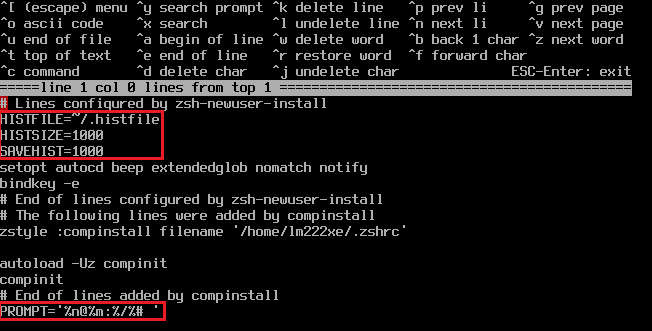 ^[ (escape) menu ^y search prompt ^k delete line ^p prev li ^g prev page
^o ascii code ^x search ^l undelete line ^n next li ^v next page
^u end of file ^a begin of line ^w delete word ^b back 1 char ^z next word
^t top of text ^e end of line ^r restore word ^f forward char
^c command ^d delete char ^j undelete char ESC-Enter: exit
=====line 1 col 0 lines from top 1 ============================================
# Lines configured by zsh-newuser-install
HISTFILE=~/.histfile
HISTSIZE=1000
SAVEHIST=1000
setopt autocd beep extendedglob nomatch notify
bindkey -e
# End of lines configured by zsh-newuser-install
# The following lines were added by compinstall
zstyle :compinstall filename '/home/lm222xe/.zshrc'
autoload -Uz compinit
compinit
# End of lines added by compinstall
PROMPT='%n@%m:%/%# '